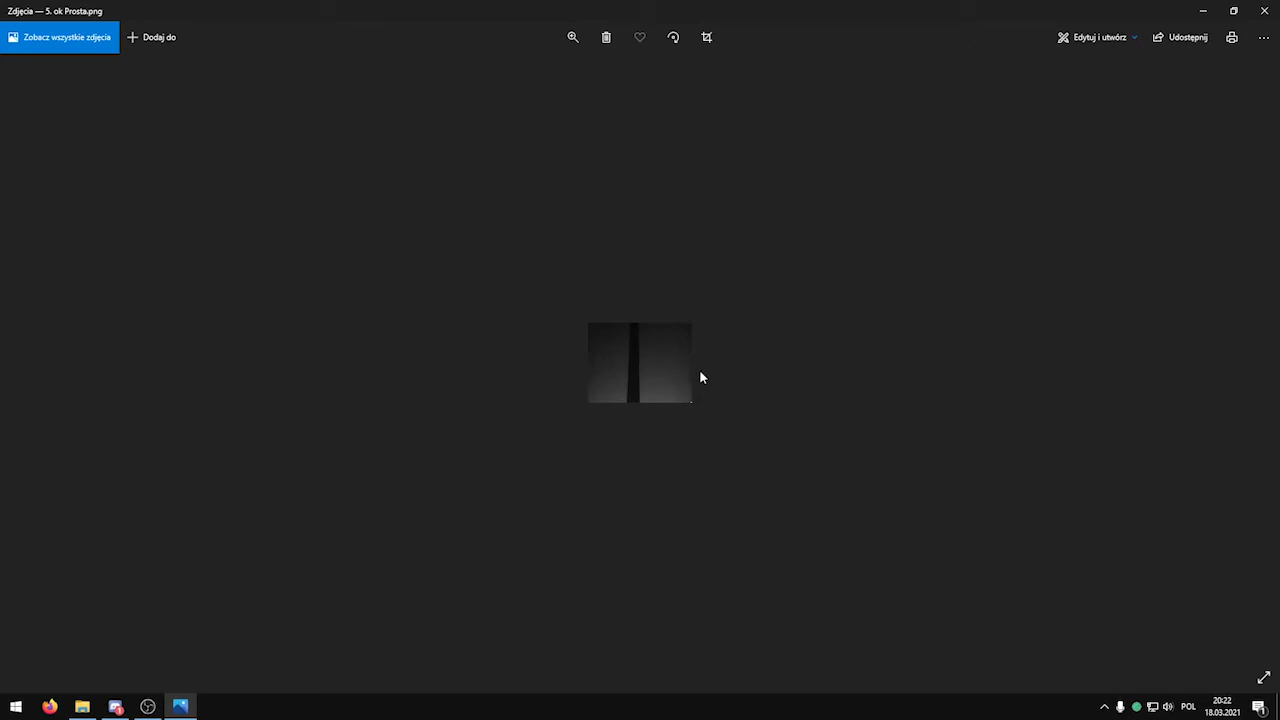 Zdjęcia — 5. ok Prosta.png
Zobacz wszystkie zdjęcia
Dodaj do
Edytuj i utwórz
Udostępnij
POL
20:22
18.03.2021